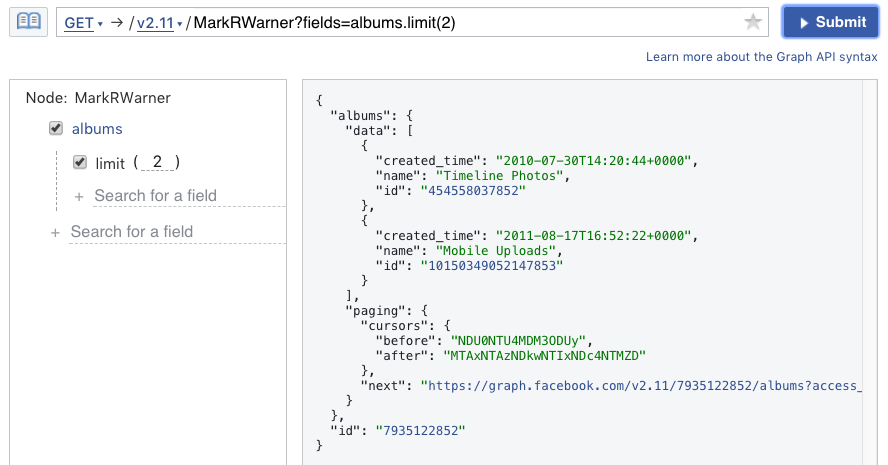 GET → / v2.11 / MarkRWarner?fields=albums.limit(2)
Submit
Learn more about the Graph API syntax
Node: MarkRWarner
albums
limit ( 2 )
+ Search for a field
+ Search for a field
{
"albums": {
"data": [
{
"created_time": "2010-07-30T14:20:44+0000",
"name": "Timeline Photos",
"id": "454558037852"
},
{
"created_time": "2011-08-17T16:52:22+0000",
"name": "Mobile Uploads",
"id": "10150349052147853"
}
],
"paging": {
"cursors": {
"before": "NDU0NTU4MDM3ODUy",
"after": "MTAxNTAzNDkwNTIxNDc4NTMZD"
},
"next": "https://graph.facebook.com/v2.11/7935122852/albums?access_
}
},
"id": "7935122852"
}